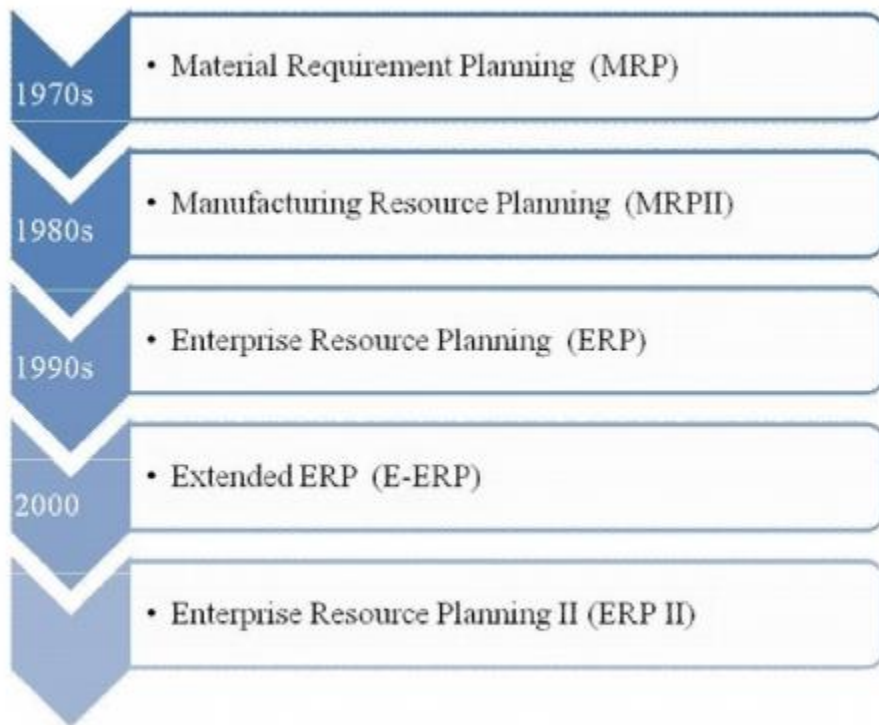 1970s
• Material Requirement Planning (MRP)
1980s
• Manufacturing Resource Planning (MRPII)
1990s
• Enterprise Resource Planning (ERP)
2000
• Extended ERP (E-ERP)
• Enterprise Resource Planning II (ERP II)